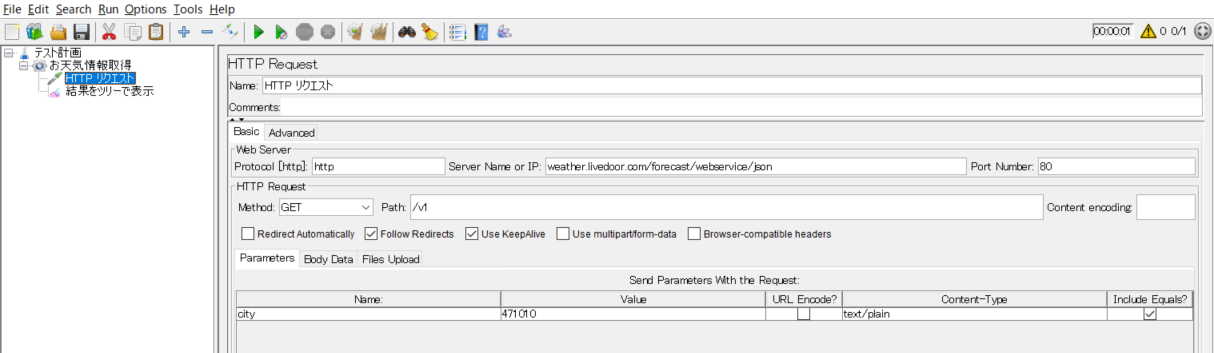 File Edit Search Run Options Tools Help
00:00:01 0 0/1
テスト計画
お天気情報取得
HTTP リクエスト
結果をツリーで表示
HTTP Request
Name: HTTP リクエスト
Comments:
Basic Advanced
Web Server
Protocol [http]: http Server Name or IP: weather.livedoor.com/forecast/webservice/json Port Number: 80
HTTP Request
Method: GET Path: /v1 Content encoding:
Redirect Automatically Follow Redirects Use KeepAlive Use multipart/form-data Browser-compatible headers
Parameters Body Data Files Upload
Send Parameters With the Request:
Name: Value URL Encode? Content-Type Include Equals?
city 471010 text/plain